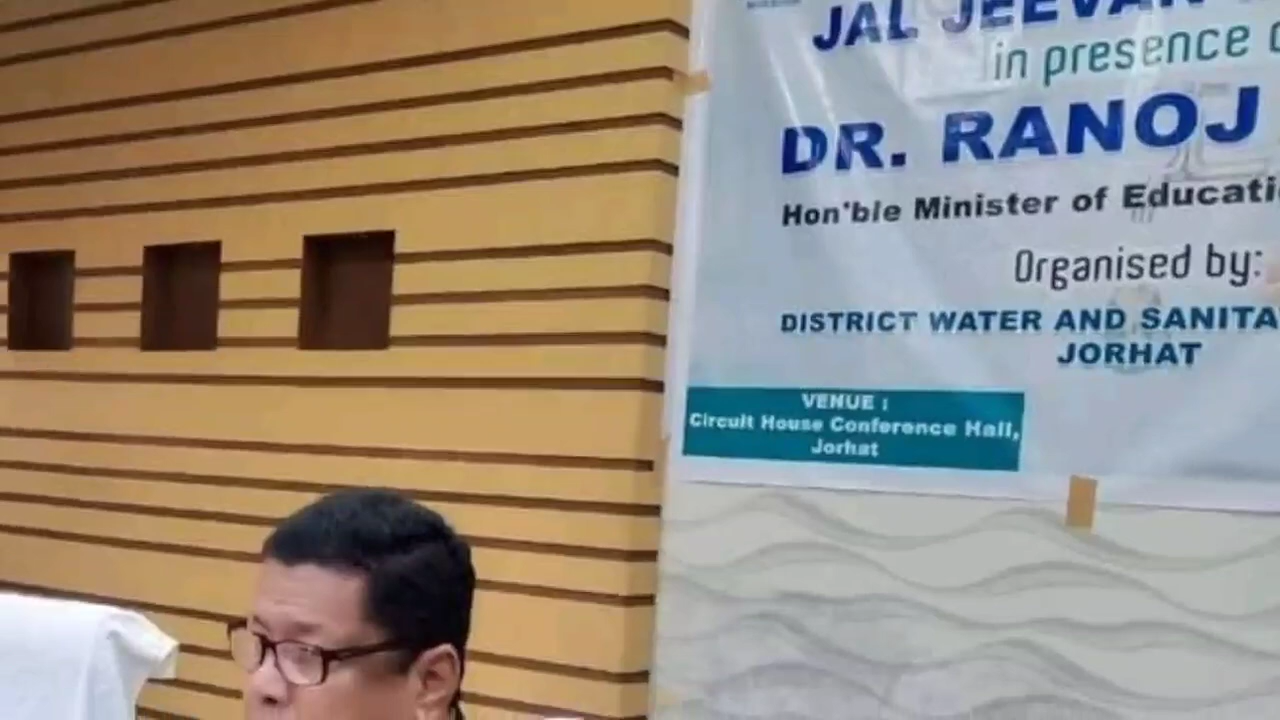 JAL JEEVAN
in presence
DR. RANOJ
Hon'ble Minister of Educati
Organised by:
DISTRICT WATER AND SANITA
JORHAT
VENUE :
Circuit House Conference Hall,
Jorhat